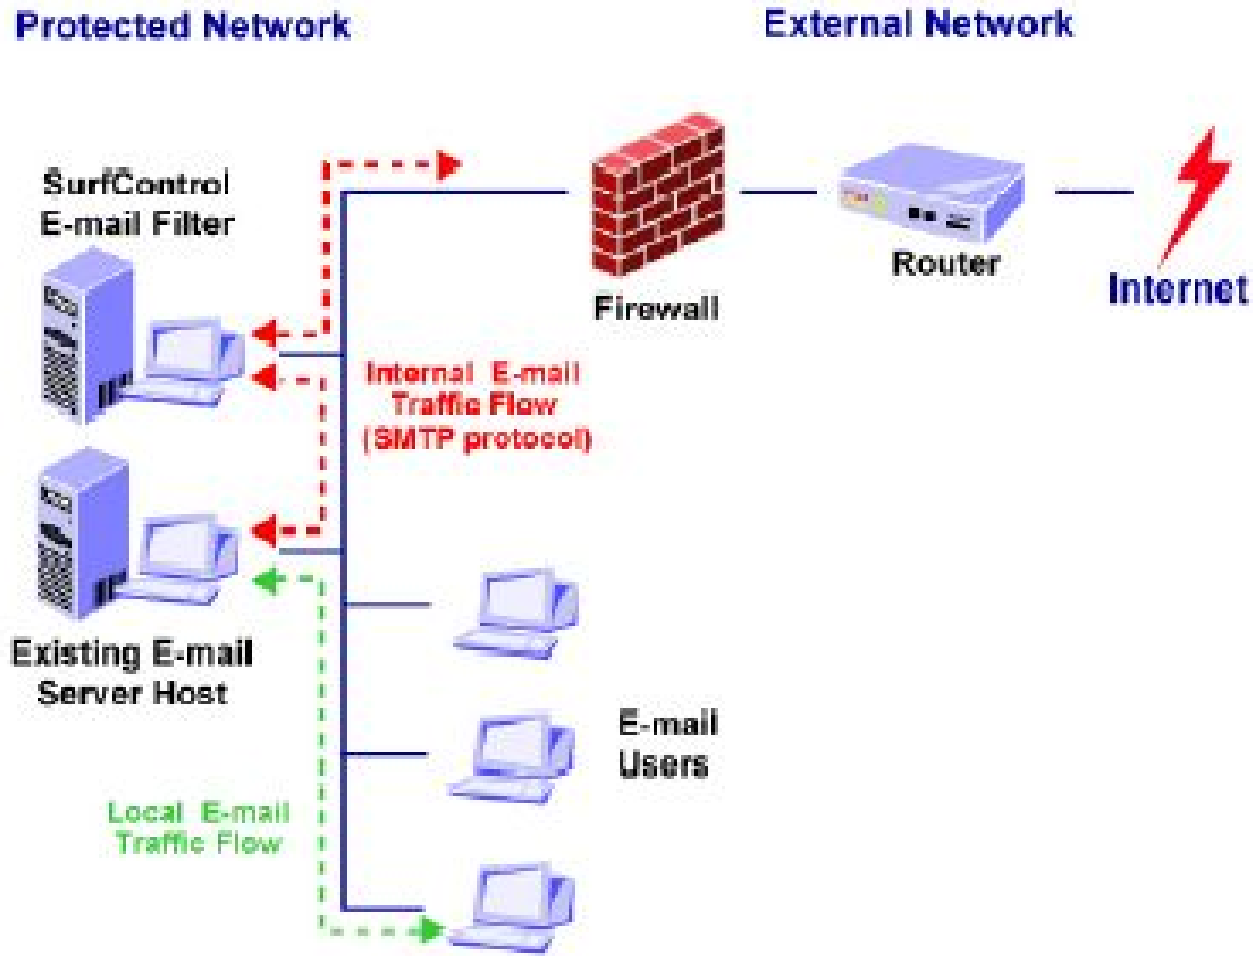 Protected Network
External Network
SurfControl
E-mail Filter
Firewall
Router
Internet
Internal E-mail
Traffic Flow
(SMTP protocol)
Existing E-mail
Server Host
E-mail
Users
Local E-mail
Traffic Flow